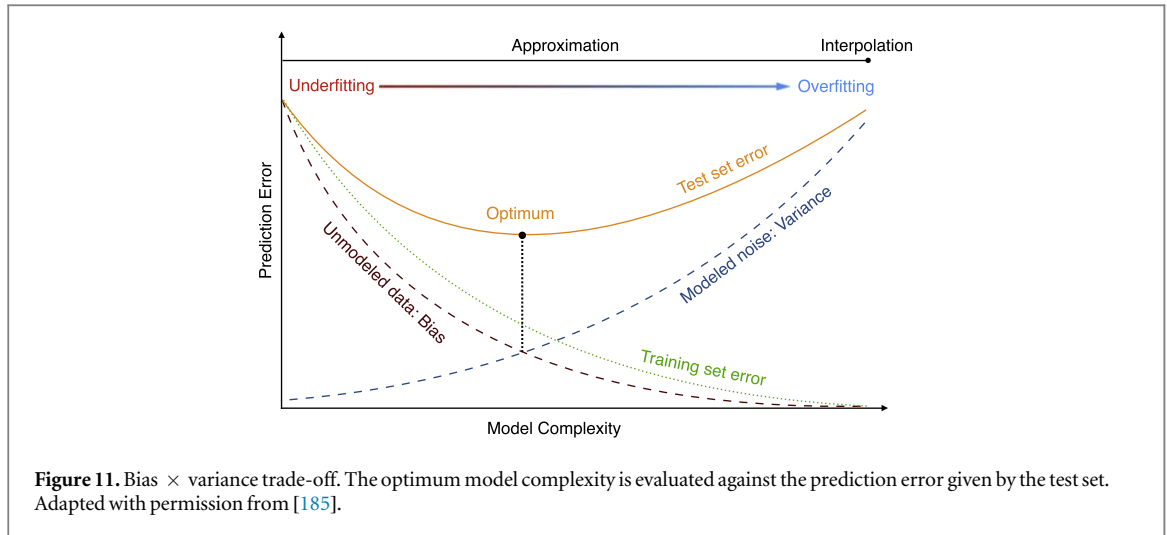 Approximation
Interpolation
Underfitting
Overfitting
Test set error
Optimum
Prediction Error
Unmodeled data: Bias
Modeled noise: Variance
Training set error
Model Complexity
Figure 11. Bias × variance trade-off. The optimum model complexity is evaluated against the prediction error given by the test set.
Adapted with permission from [185].